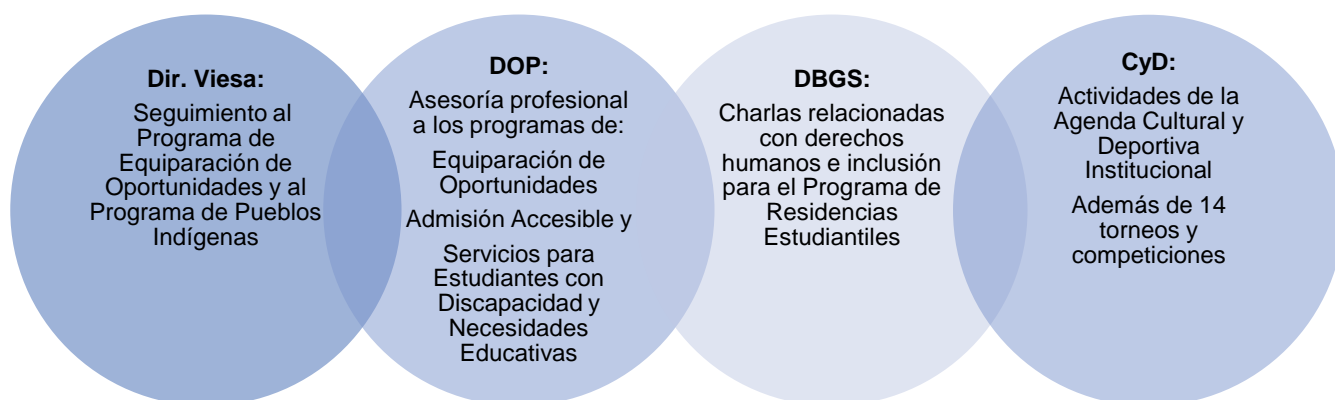 Dir. Viesa:
Seguimiento al
Programa de
Equiparación de
Oportunidades y al
Programa de Pueblos
Indígenas
DOP:
Asesoría profesional
a los programas de:
Equiparación de
Oportunidades
Admisión Accesible y
Servicios para
Estudiantes con
Discapacidad y
Necesidades
Educativas
DBGS:
Charlas relacionadas
con derechos
humanos e inclusión
para el Programa de
Residencias
Estudiantiles
CyD:
Actividades de la
Agenda Cultural y
Deportiva
Institucional
Además de 14
torneos y
competiciones